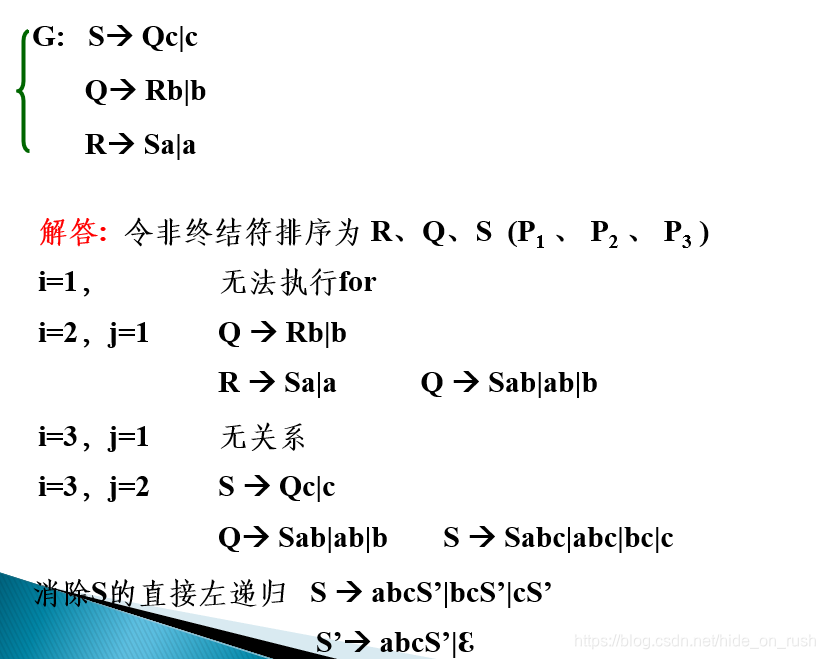 G: S→ Qc|c
Q→ Rb|b
R→ Sa|a
解答: 令非终结符排序为 R、Q、S (P1 、 P2 、 P3 )
i=1， 无法执行for
i=2，j=1 Q → Rb|b
R → Sa|a Q → Sab|ab|b
i=3，j=1 无关系
i=3，j=2 S → Qc|c
Q→ Sab|ab|b S → Sabc|abc|bc|c
消除S的直接左递归 S → abcS’|bcS’|cS’
S’→ abcS’|Ɛ
https://blog.csdn.net/hide_on_rush